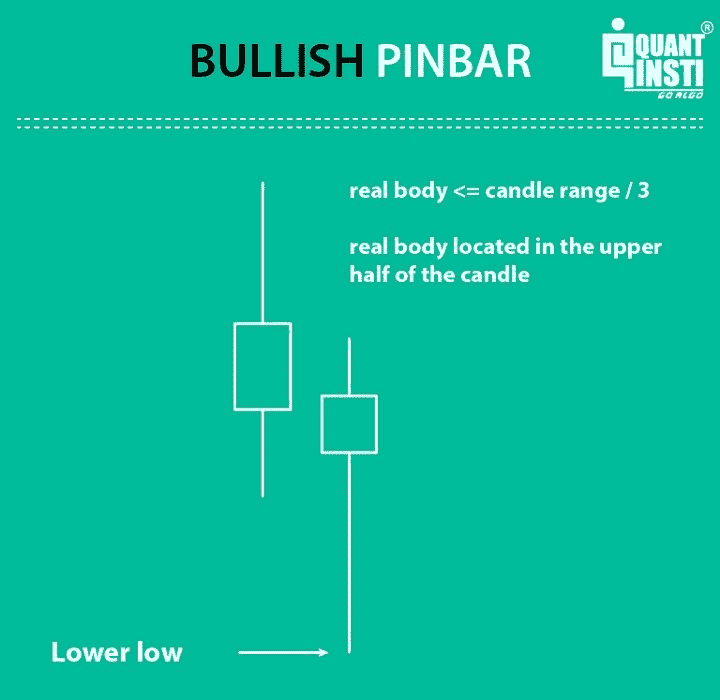 BULLISH PINBAR
QUANT
INSTI
®
GO ALGO
real body <= candle range / 3
real body located in the upper
half of the candle
Lower low